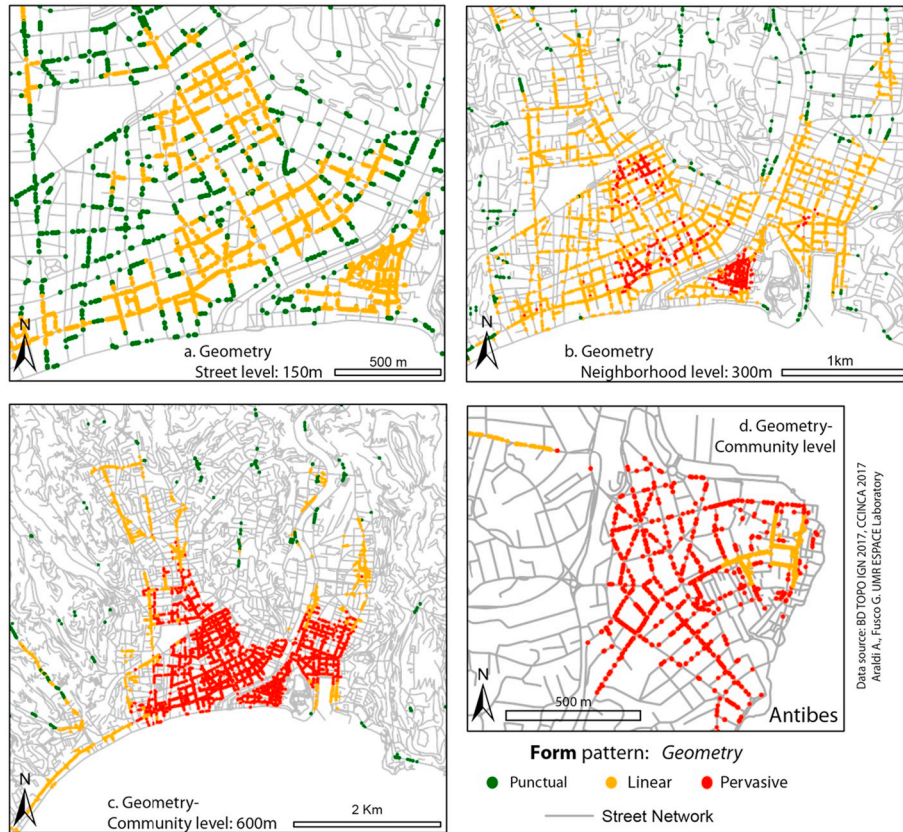 N
a. Geometry
Street level: 150m
500 m
N
b. Geometry
Neighborhood level: 300m
1km
N
c. Geometry-
Community level: 600m
2 Km
d. Geometry-
Community level
N
500 m
Antibes
Data source: BD TOPO IGN 2017, CCINCA 2017
Araldi A., Fusco G. UMR ESPACE Laboratory
Form pattern: Geometry
Punctual Linear Pervasive
Street Network